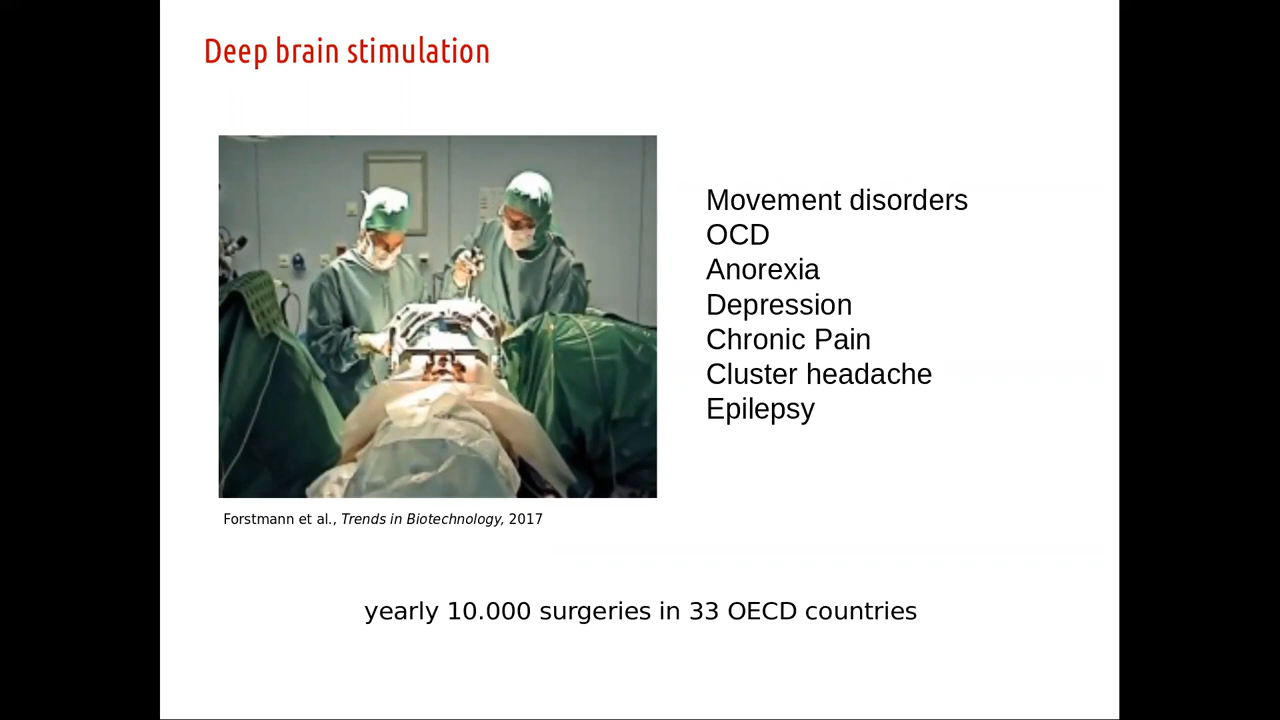 Deep brain stimulation
Movement disorders
OCD
Anorexia
Depression
Chronic Pain
Cluster headache
Epilepsy
Forstmann et al., Trends in Biotechnology, 2017
yearly 10.000 surgeries in 33 OECD countries